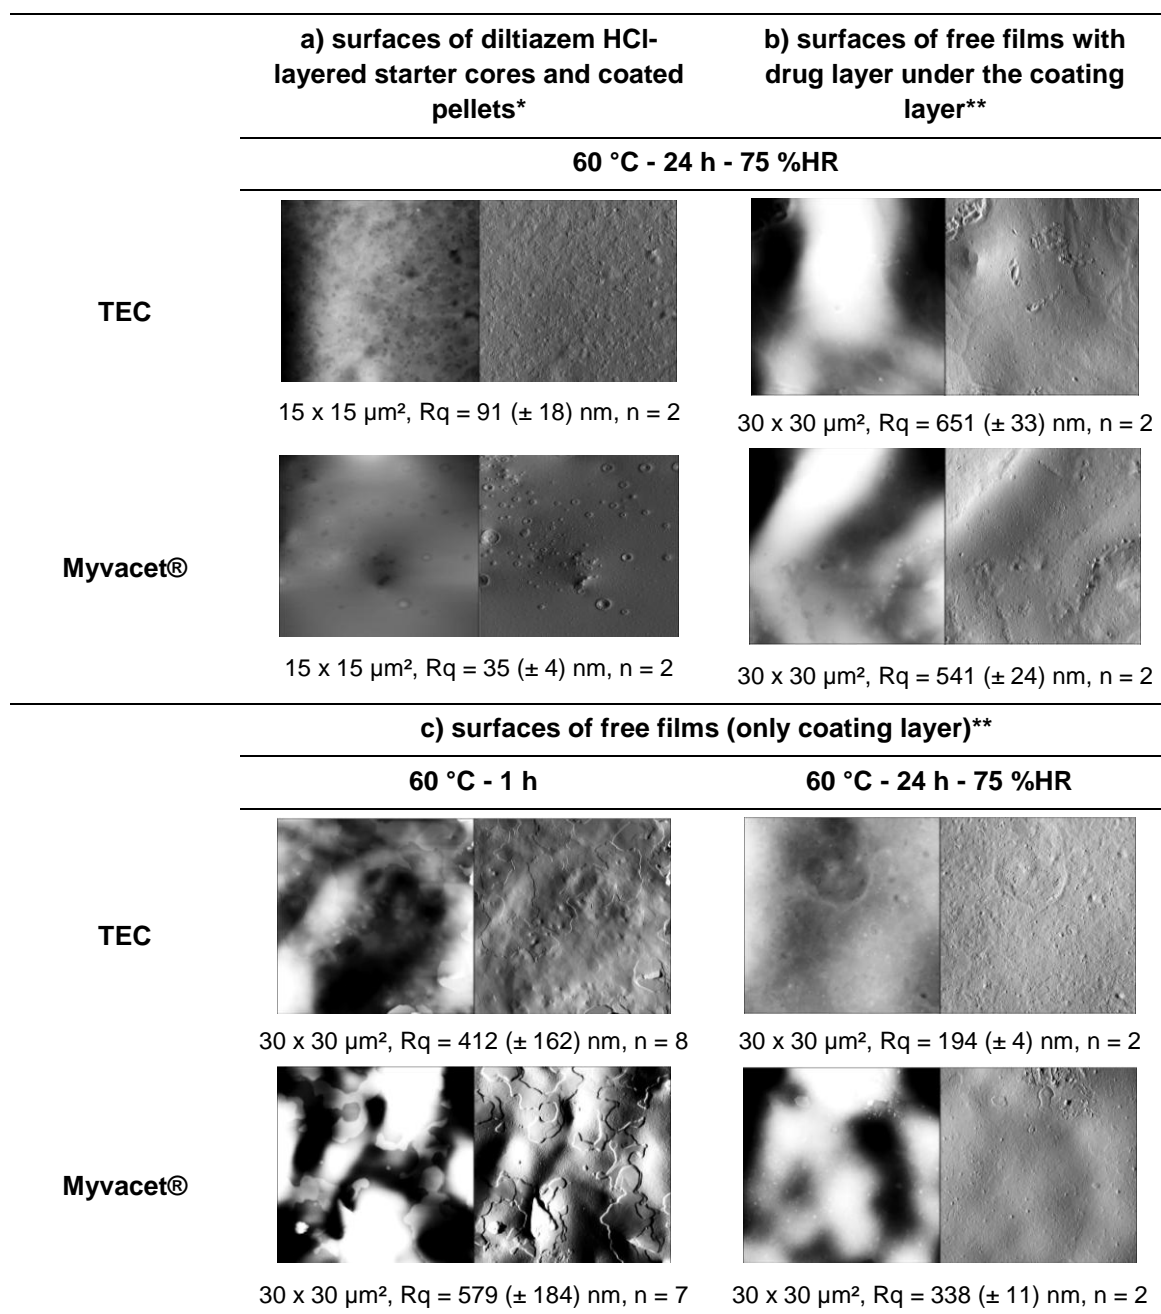 a) surfaces of diltiazem HCl-
layered starter cores and coated
pellets*
b) surfaces of free films with
drug layer under the coating
layer**
60 °C - 24 h - 75 %HR
TEC
15 x 15 µm², Rq = 91 (± 18) nm, n = 2
30 x 30 µm², Rq = 651 (± 33) nm, n = 2
Myvacet®
15 x 15 µm², Rq = 35 (± 4) nm, n = 2
30 x 30 µm², Rq = 541 (± 24) nm, n = 2
c) surfaces of free films (only coating layer)**
60 °C - 1 h
60 °C - 24 h - 75 %HR
TEC
30 x 30 µm², Rq = 412 (± 162) nm, n = 8
30 x 30 µm², Rq = 194 (± 4) nm, n = 2
Myvacet®
30 x 30 µm², Rq = 579 (± 184) nm, n = 7
30 x 30 µm², Rq = 338 (± 11) nm, n = 2